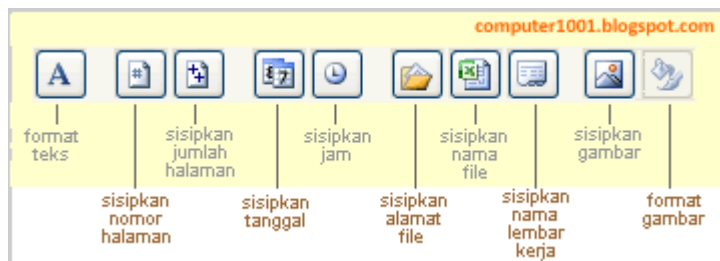 computer1001.blogspot.com
A
#
7
format
teks
sisipkan
jumlah
halaman
sisipkan
jam
sisipkan
nama
file
sisipkan
gambar
sisipkan
nomor
halaman
sisipkan
tanggal
sisipkan
alamat
file
sisipkan
nama
lembar
kerja
format
gambar